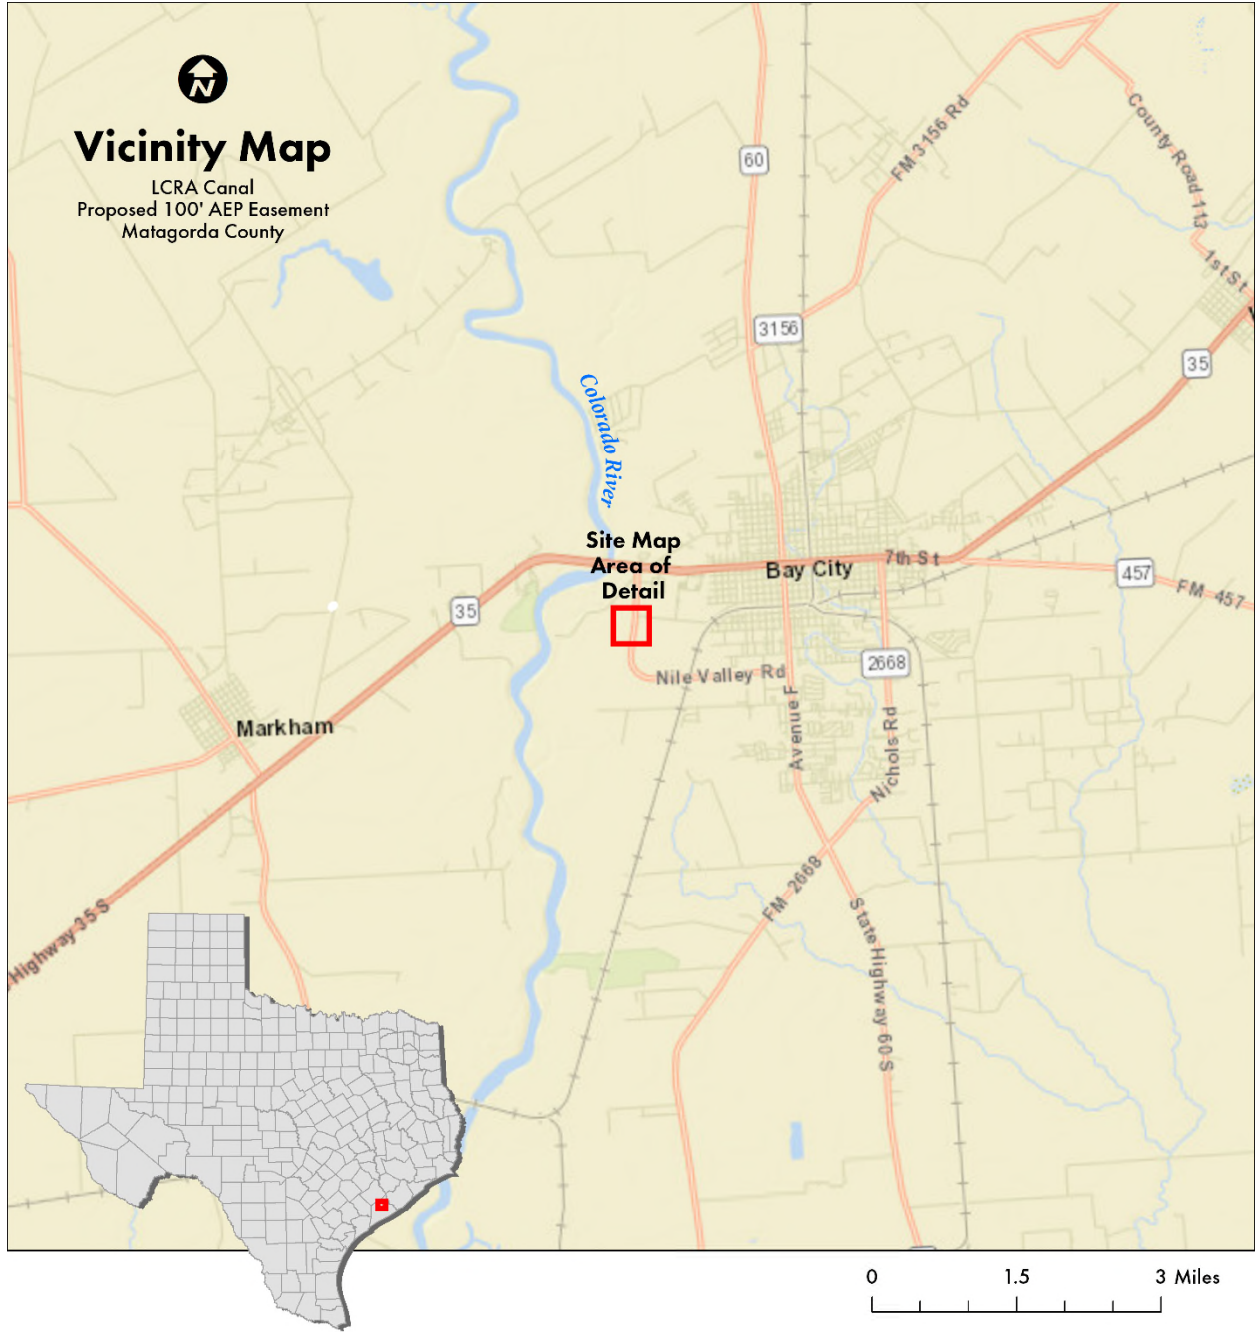 N
Vicinity Map
LCRA Canal
Proposed 100' AEP Easement
Matagorda County
60
FM 3156 Rd
County Road 113
1st St
3156
35
Colorado River
Site Map
Area of
Detail
7th St
Bay City
457
FM 457
35
2668
Nile Valley Rd
Markham
Avenue F
Nichols Rd
FM 2668
State Highway 60 S
Highway 35 S
0 1.5 3 Miles